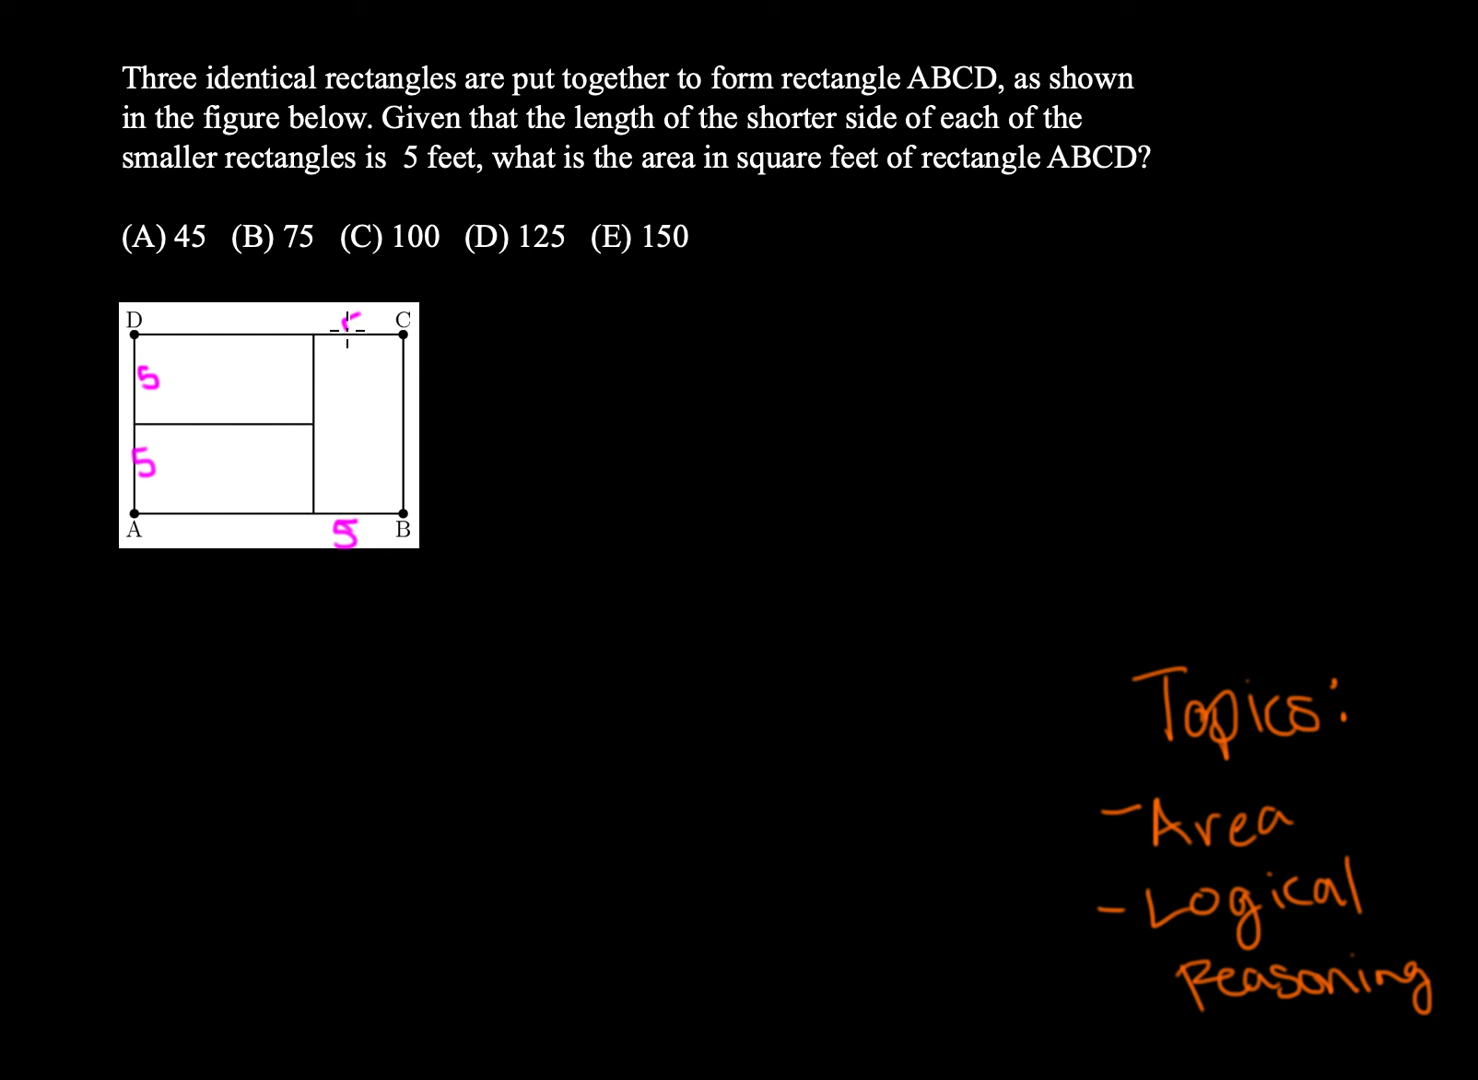 Three identical rectangles are put together to form rectangle ABCD, as shown
in the figure below. Given that the length of the shorter side of each of the
smaller rectangles is 5 feet, what is the area in square feet of rectangle ABCD?
(A) 45 (B) 75 (C) 100 (D) 125 (E) 150
D C
5
5
A 5 B
Topics:
- Area
- Logical
Reasoning